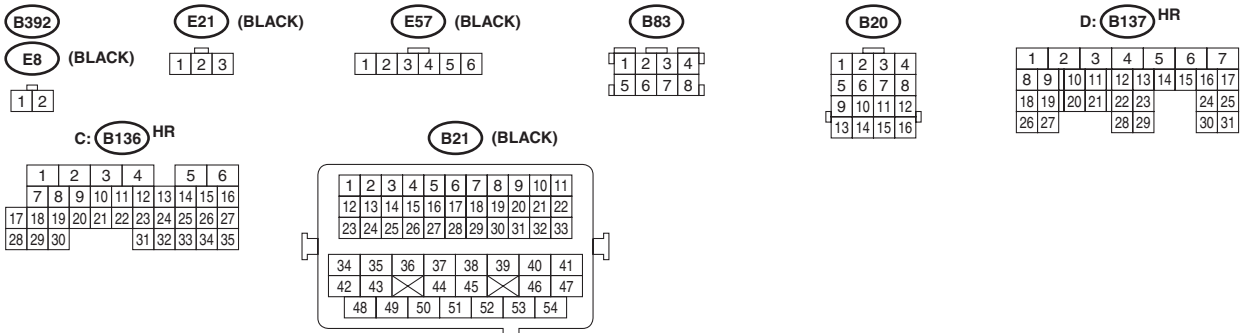 B392
E8 (BLACK)
1 2
E21 (BLACK)
1 2 3
E57 (BLACK)
1 2 3 4 5 6
B83
1 2 3 4
5 6 7 8
B20
1 2 3 4
5 6 7 8
9 10 11 12
13 14 15 16
D: B137 HR
1 2 3 4 5 6 7
8 9 10 11 12 13 14 15 16 17
18 19 20 21 22 23 24 25
26 27 28 29 30 31
C: B136 HR
1 2 3 4 5 6
7 8 9 10 11 12 13 14 15 16
17 18 19 20 21 22 23 24 25 26 27
28 29 30 31 32 33 34 35
B21 (BLACK)
1 2 3 4 5 6 7 8 9 10 11
12 13 14 15 16 17 18 19 20 21 22
23 24 25 26 27 28 29 30 31 32 33
34 35 36 37 38 39 40 41
42 43 44 45 46 47
48 49 50 51 52 53 54